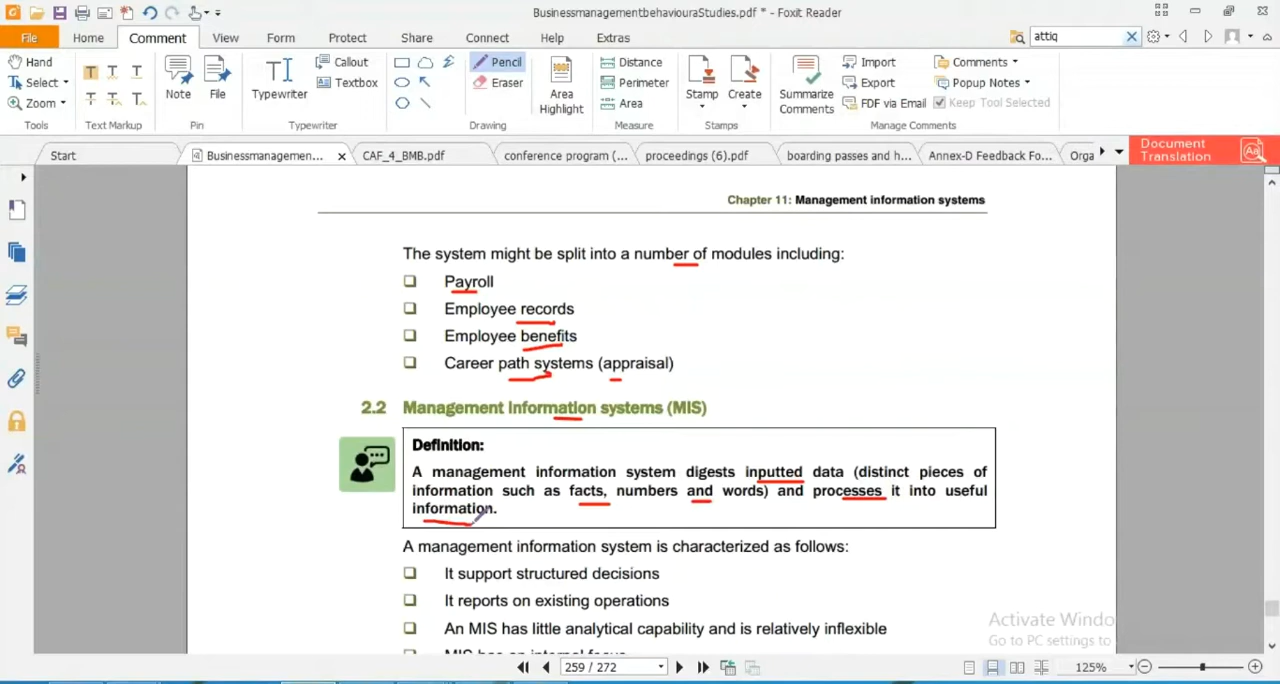 BusinessmanagementbehaviouraStudies.pdf * - Foxit Reader
File Home Comment View Form Protect Share Connect Help Extras attiq
Hand
Select
Zoom
Tools
Text Markup
Note
File
Pin
Typewriter
Callout
Textbox
Typewriter
Pencil
Eraser
Drawing
Area
Highlight
Distance
Perimeter
Area
Measure
Stamp
Create
Stamps
Summarize
Comments
Import
Export
FDF via Email
Comments
Popup Notes
Keep Tool Selected
Manage Comments
Start Businessmanagemen... CAF_4_BMB.pdf conference program (... proceedings (6).pdf boarding passes and h... Annex-D Feedback Fo... Orga
Document
Translation
Chapter 11: Management information systems
The system might be split into a number of modules including:
❑ Payroll
❑ Employee records
❑ Employee benefits
❑ Career path systems (appraisal)
2.2 Management Information systems (MIS)
Definition:
A management information system digests inputted data (distinct pieces of
information such as facts, numbers and words) and processes it into useful
information.
A management information system is characterized as follows:
❑ It support structured decisions
❑ It reports on existing operations
❑ An MIS has little analytical capability and is relatively inflexible
MIS has an internal focus
Activate Windo
Go to PC settings to
259 / 272
125%